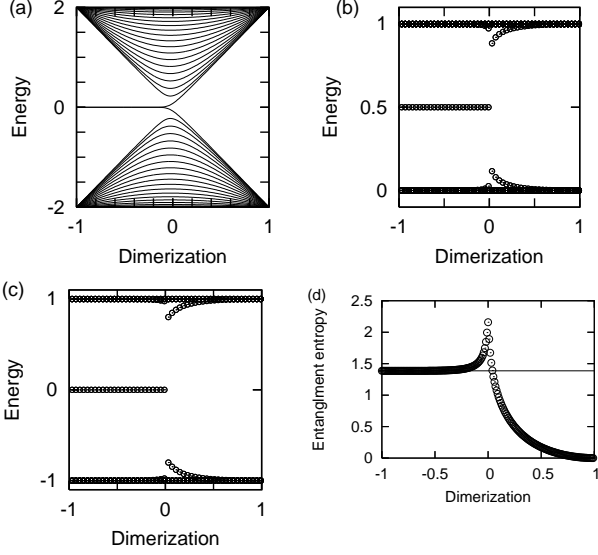 (a)
2
0
-2
-1
0
1
Energy
Dimerization
(b)
1
0.5
0
-1
0
1
Energy
Dimerization
(c)
1
0
-1
-1
0
1
Energy
Dimerization
(d)
2.5
2
1.5
1
0.5
0
-1
-0.5
0
0.5
1
Entanglment entropy
Dimerization